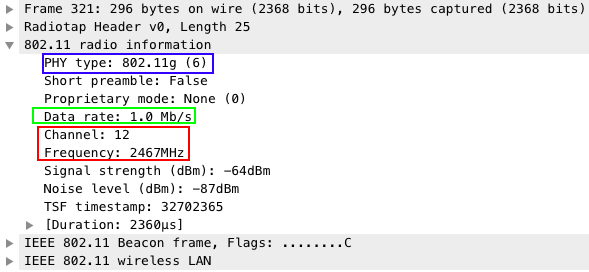 Frame 321: 296 bytes on wire (2368 bits), 296 bytes captured (2368 bits)
Radiotap Header v0, Length 25
802.11 radio information
PHY type: 802.11g (6)
Short preamble: False
Proprietary mode: None (0)
Data rate: 1.0 Mb/s
Channel: 12
Frequency: 2467MHz
Signal strength (dBm): -64dBm
Noise level (dBm): -87dBm
TSF timestamp: 32702365
[Duration: 2360µs]
IEEE 802.11 Beacon frame, Flags: ........C
IEEE 802.11 wireless LAN